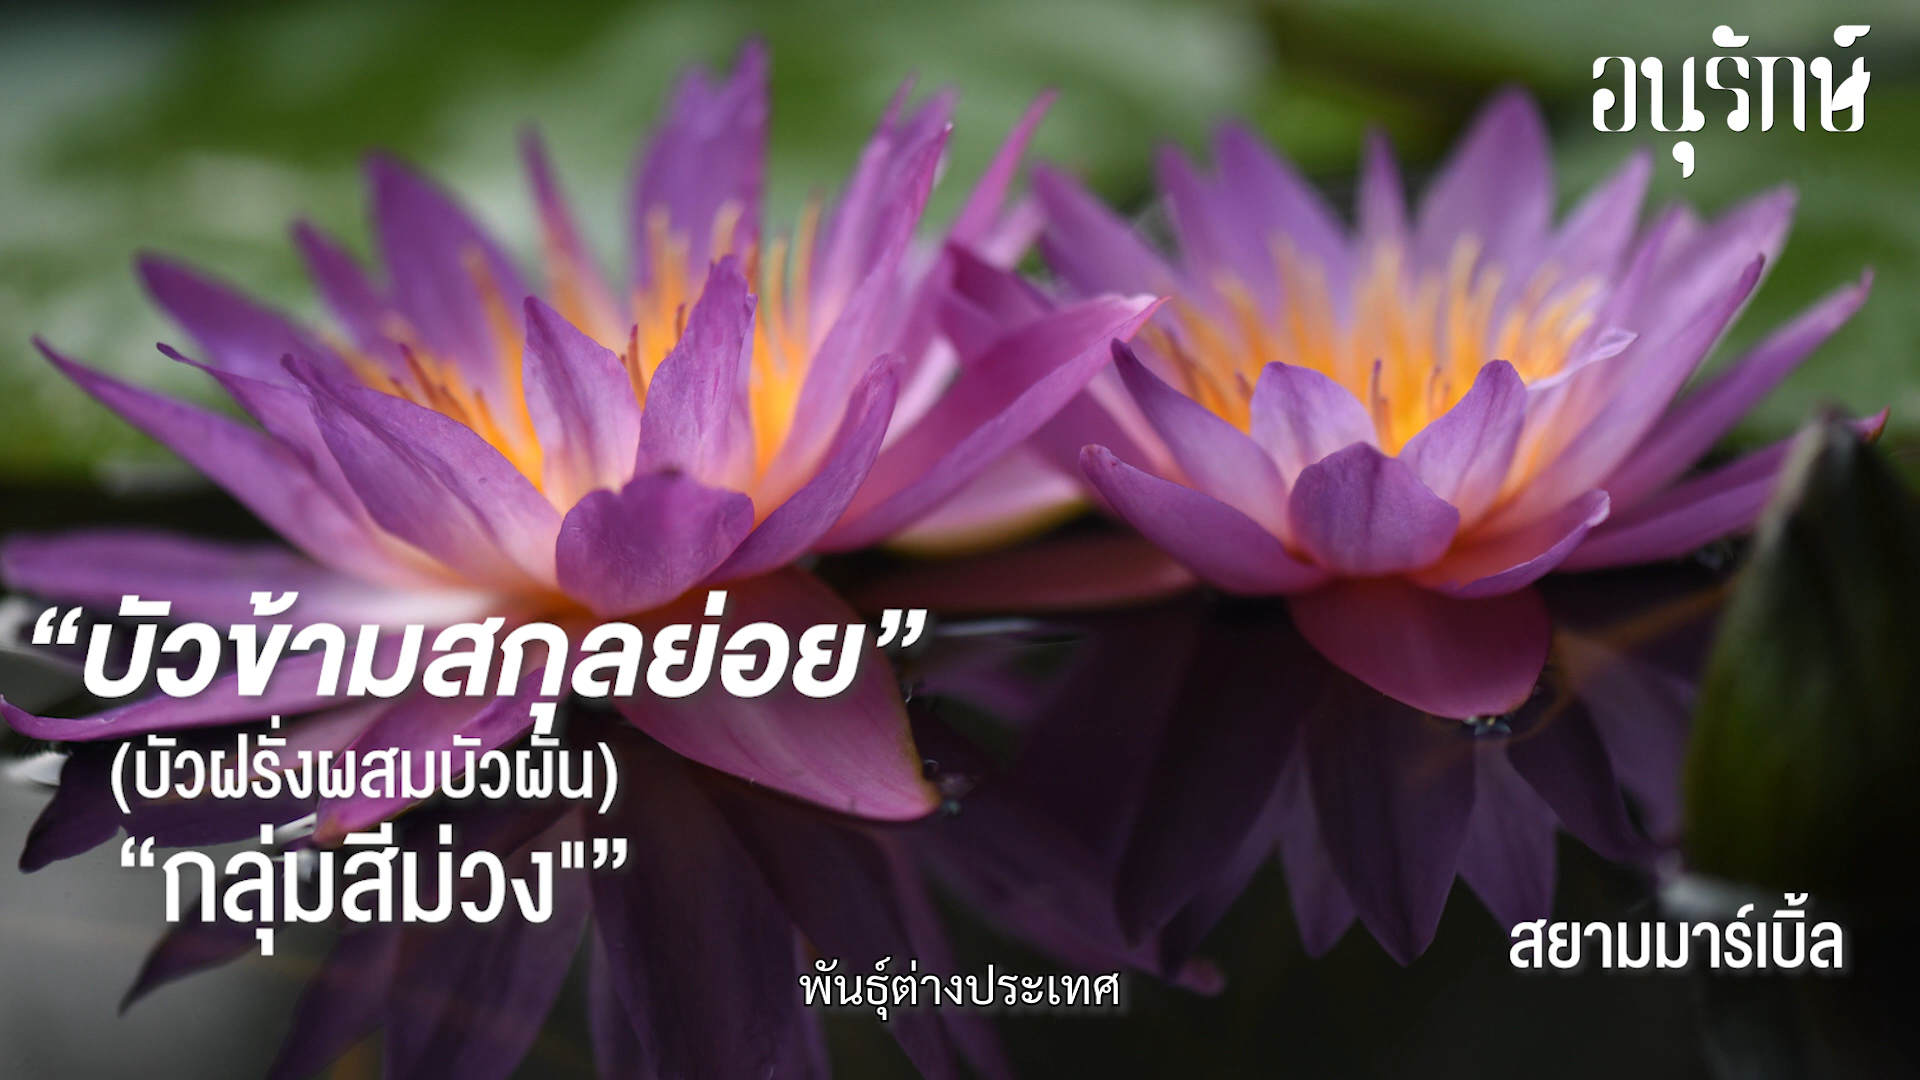 อนุรักษ์
“บัวข้ามสกุลย่อย”
(บัวฝรั่งผสมบัวผัน)
“กลุ่มสีม่วง"”
สยามมาร์เบิ้ล
พันธุ์ต่างประเทศ